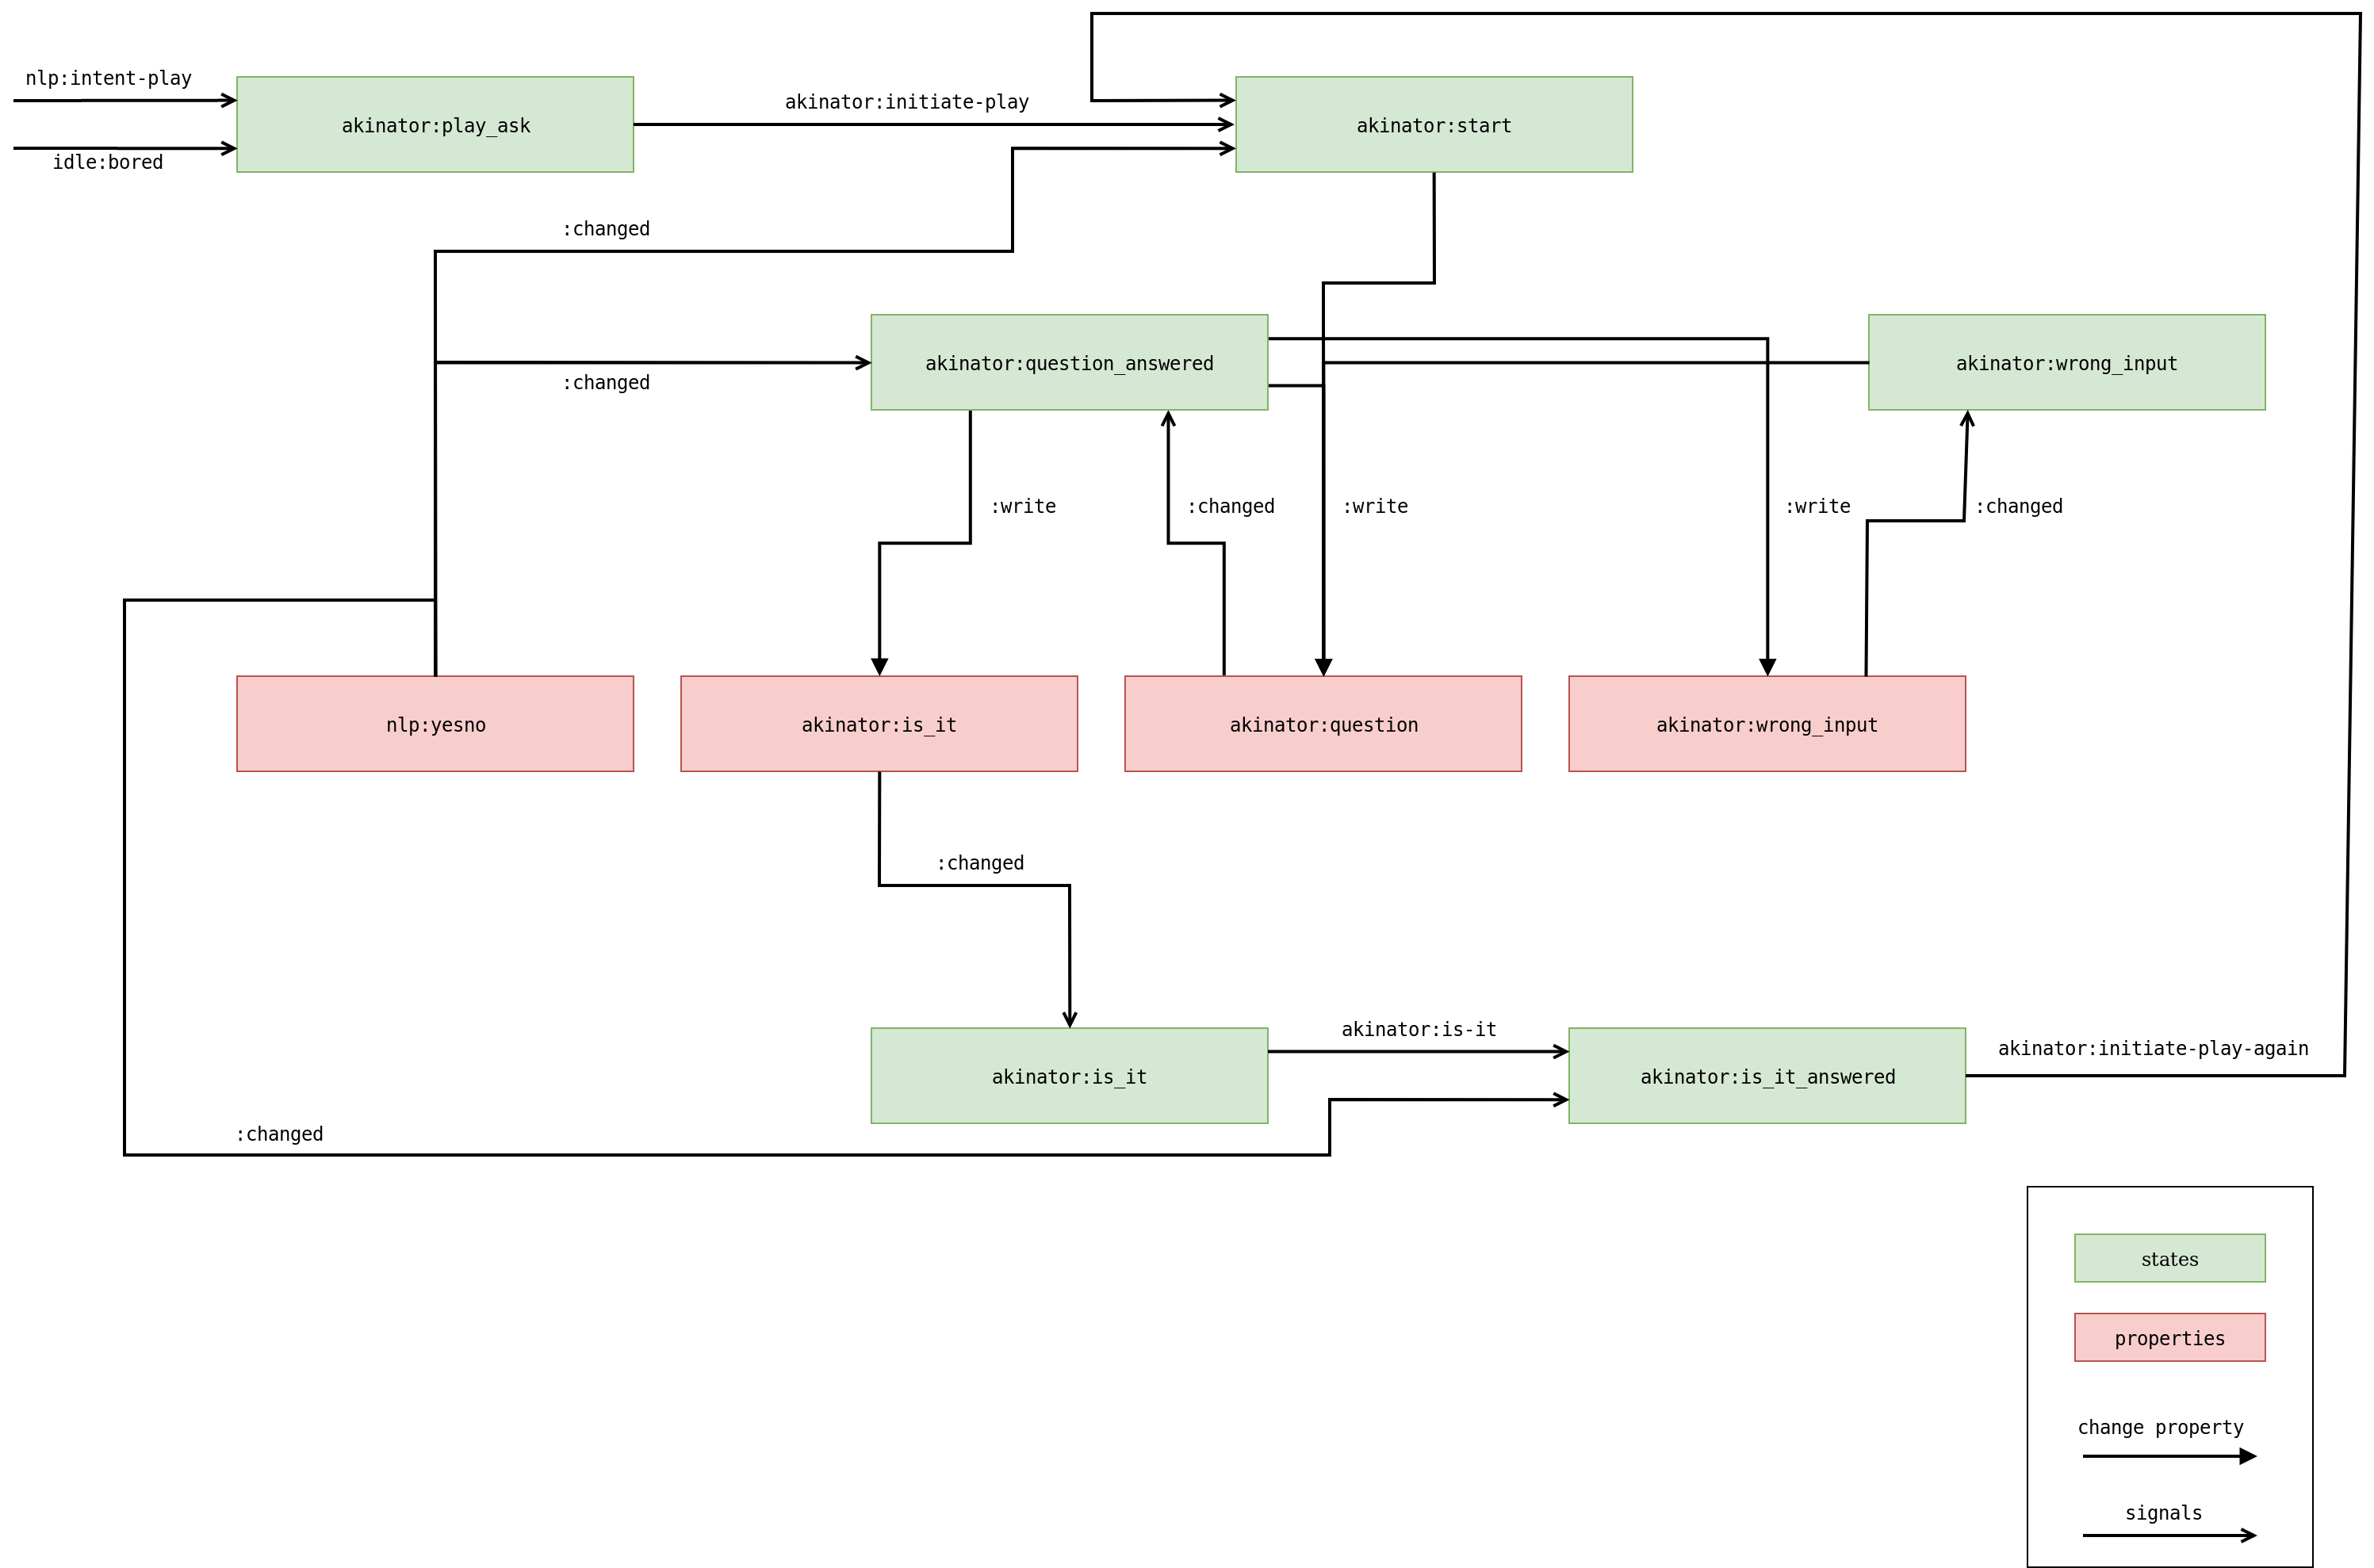 nlp:intent-play
idle:bored
akinator:play_ask
akinator:initiate-play
akinator:start
:changed
:changed
akinator:question_answered
akinator:wrong_input
:write
:changed
:write
:write
:changed
nlp:yesno
akinator:is_it
akinator:question
akinator:wrong_input
:changed
akinator:is_it
akinator:is-it
akinator:is_it_answered
akinator:initiate-play-again
:changed
states
properties
change property
signals